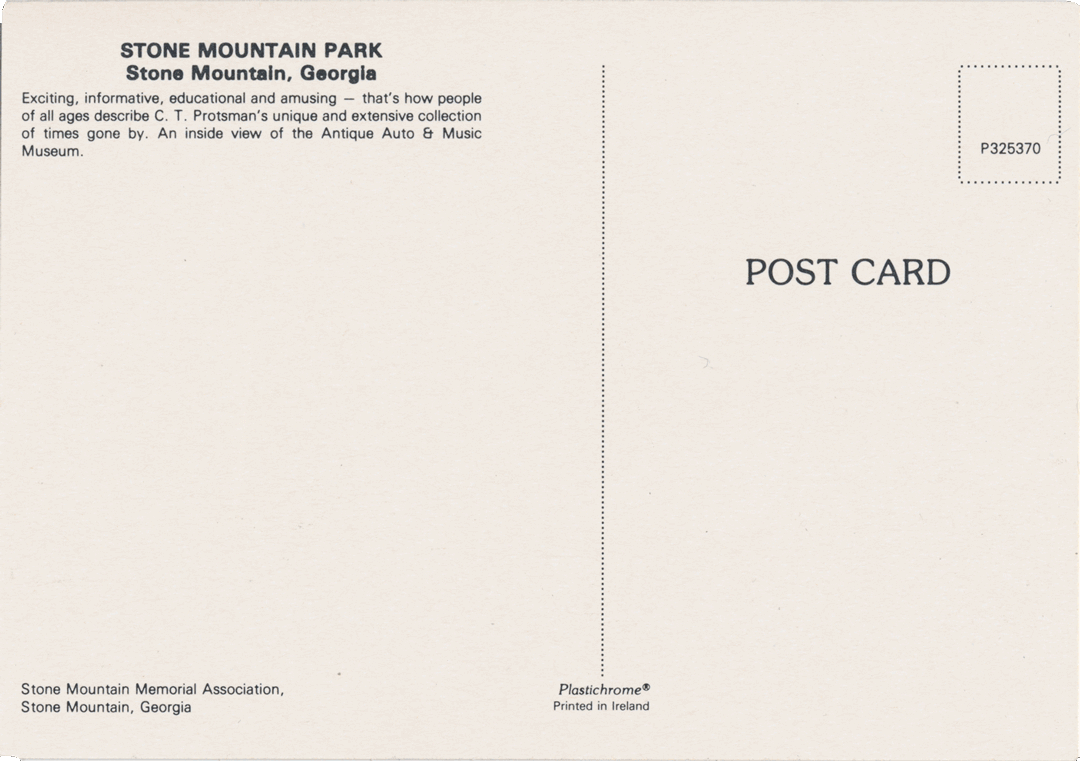 STONE MOUNTAIN PARK
Stone Mountain, Georgia
Exciting, informative, educational and amusing — that's how people
of all ages describe C. T. Protsman's unique and extensive collection
of times gone by. An inside view of the Antique Auto & Music
Museum.
P325370
POST CARD
Stone Mountain Memorial Association,
Stone Mountain, Georgia
Plastichrome®
Printed in Ireland